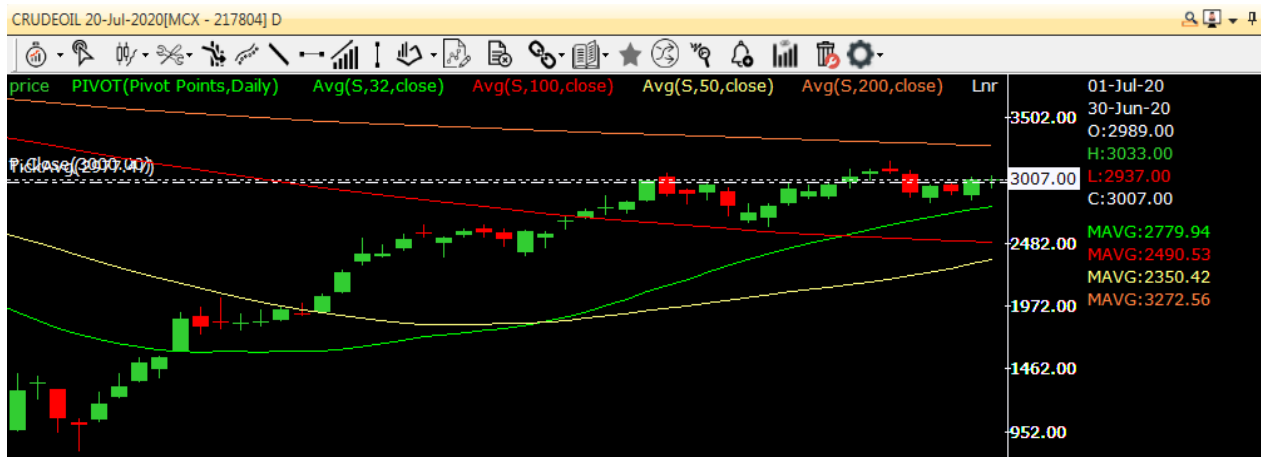 CRUDEOIL 20-Jul-2020[MCX - 217804] D
price PIVOT(Pivot Points,Daily) Avg(S,32,close) Avg(S,100,close) Avg(S,50,close) Avg(S,200,close) Lnr
3502.00
3007.00
2482.00
1972.00
1462.00
952.00
01-Jul-20
30-Jun-20
O:2989.00
H:3033.00
L:2937.00
C:3007.00
MAVG:2779.94
MAVG:2490.53
MAVG:2350.42
MAVG:3272.56